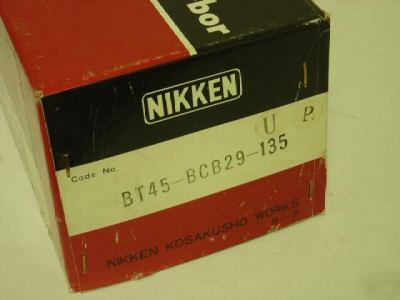 bor
NIKKEN
U P.
Code No.
BT45-BCB29-135
NIKKEN KOSAKUSHO WORKS